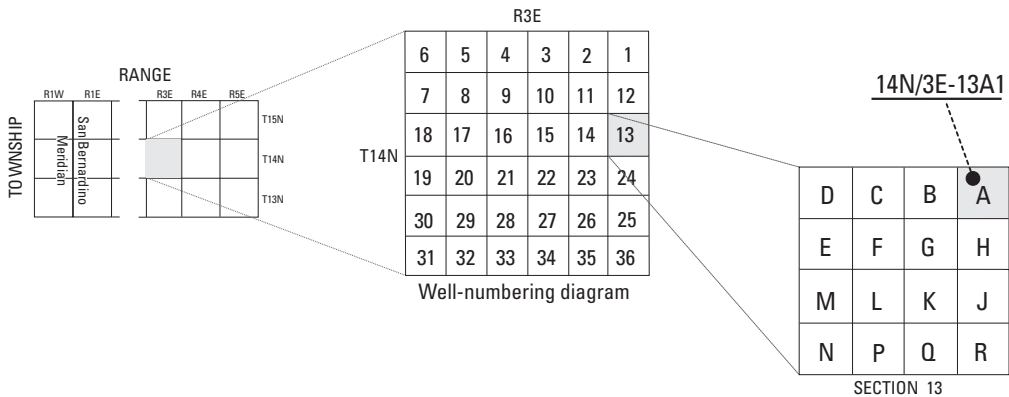 RANGE
R1W R1E R3E R4E R5E
TOWNSHIP
San Bernardino
Meridian
T15N
T14N
T13N
R3E
T14N
6 5 4 3 2 1
7 8 9 10 11 12
18 17 16 15 14 13
19 20 21 22 23 24
30 29 28 27 26 25
31 32 33 34 35 36
Well-numbering diagram
14N/3E-13A1
D C B A
E F G H
M L K J
N P Q R
SECTION 13